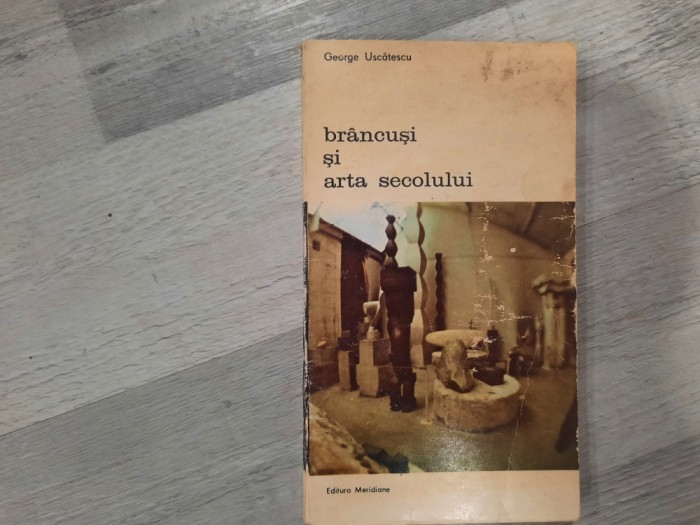 George Uscătescu
brâncuşi
şi
arta secolului
Editura Meridiane